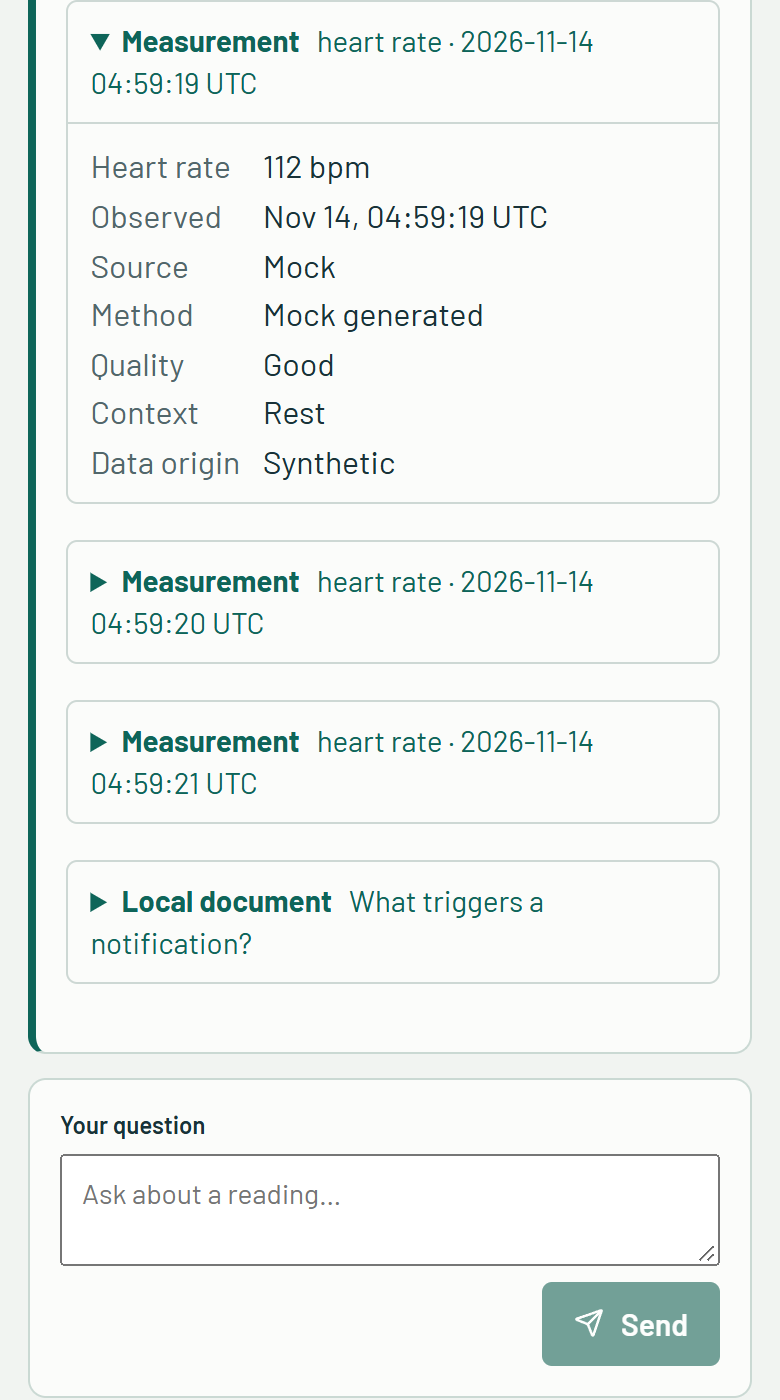 Measurement heart rate · 2026-11-14
04:59:19 UTC
Heart rate 112 bpm
Observed Nov 14, 04:59:19 UTC
Source Mock
Method Mock generated
Quality Good
Context Rest
Data origin Synthetic
Measurement heart rate · 2026-11-14
04:59:20 UTC
Measurement heart rate · 2026-11-14
04:59:21 UTC
Local document What triggers a
notification?
Your question
Ask about a reading...
Send